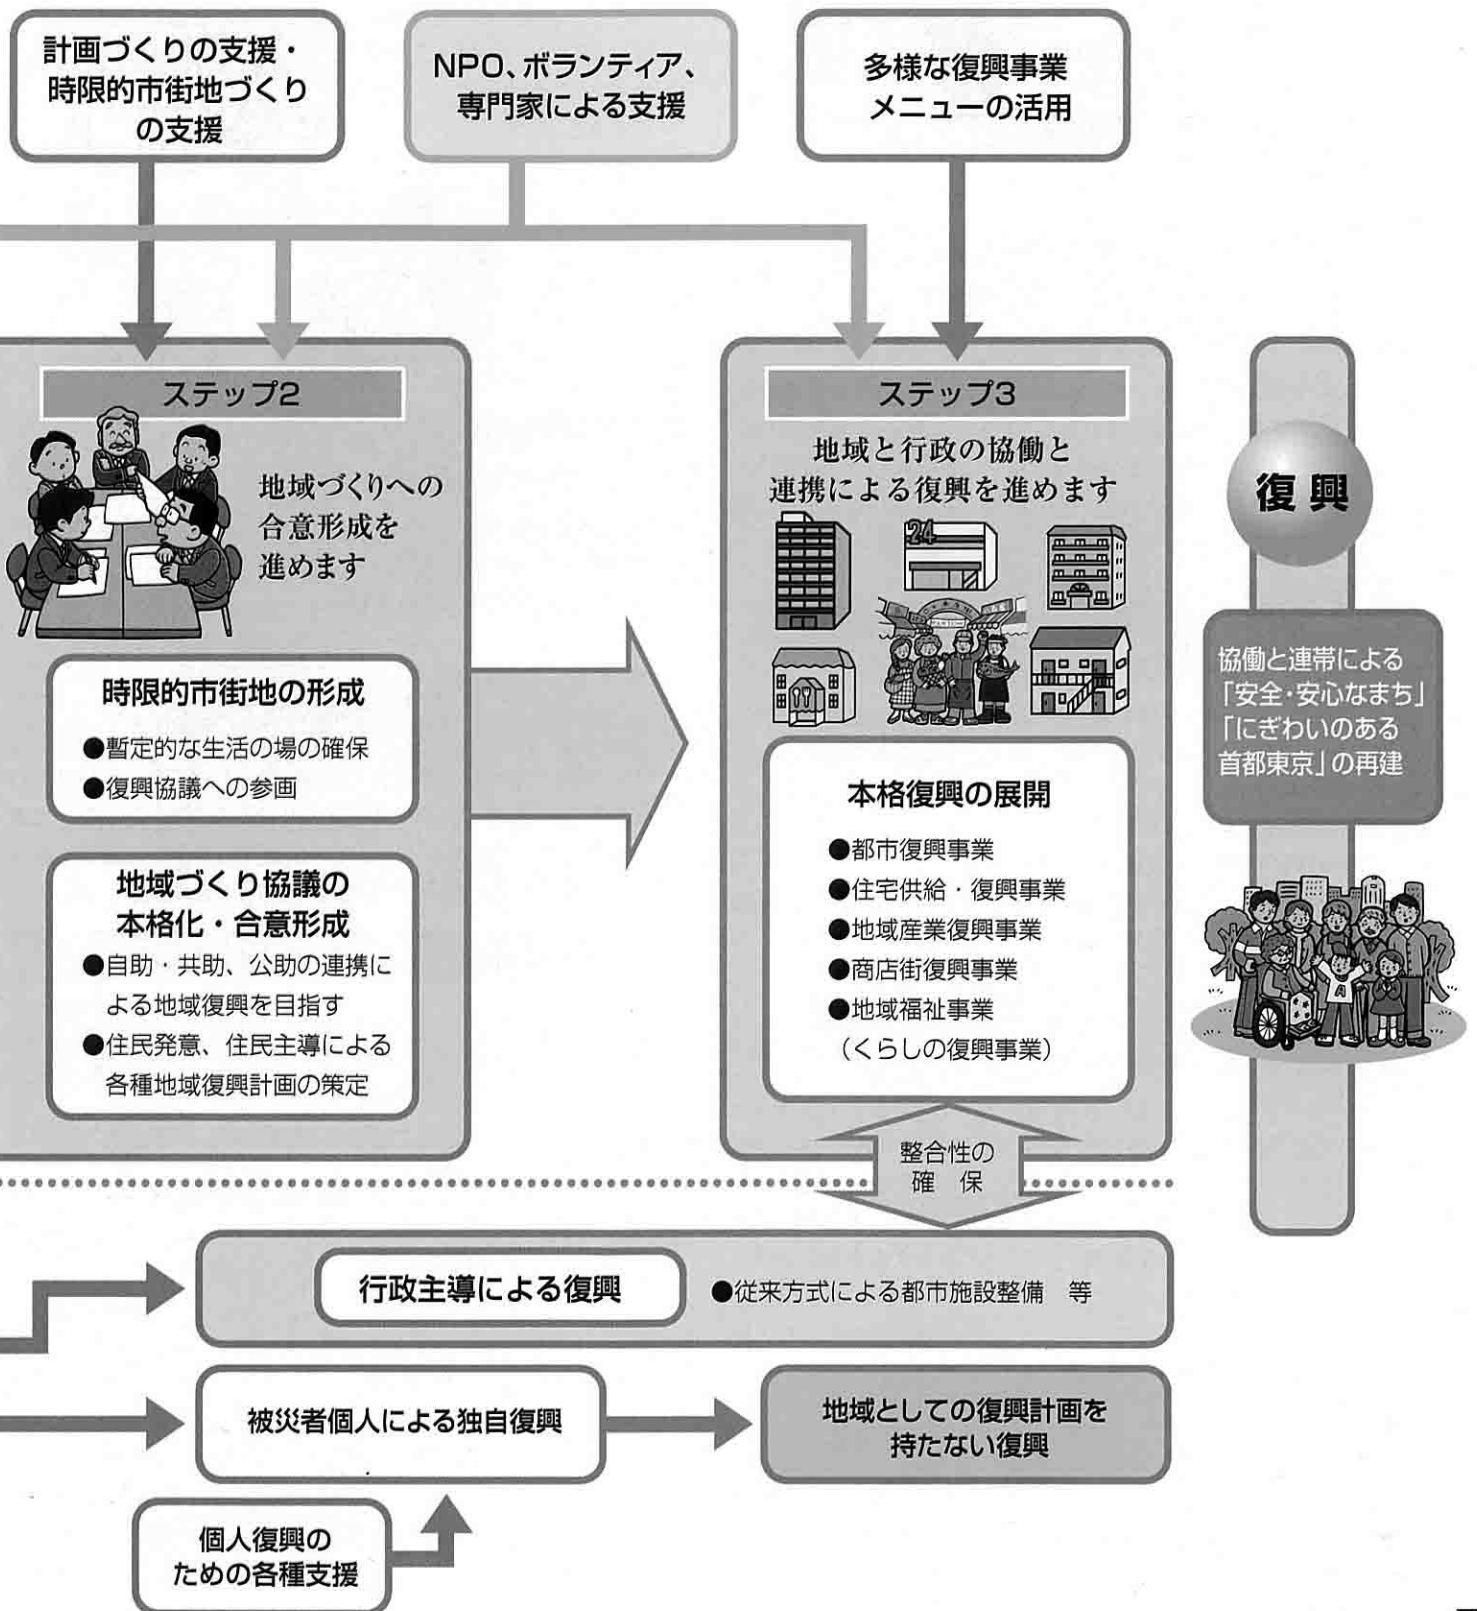 計画づくりの支援・
時限的市街地づくり
の支援
NPO、ボランティア、
専門家による支援
多様な復興事業
メニューの活用
ステップ2
地域づくりへの
合意形成を
進めます
時限的市街地の形成
●暫定的な生活の場の確保
●復興協議への参画
地域づくり協議の
本格化・合意形成
●自助・共助、公助の連携に
よる地域復興を目指す
●住民発意、住民主導による
各種地域復興計画の策定
ステップ3
地域と行政の協働と
連携による復興を進めます
24
本格復興の展開
●都市復興事業
●住宅供給・復興事業
●地域産業復興事業
●商店街復興事業
●地域福祉事業
（くらしの復興事業）
整合性の
確　保
復興
協働と連帯による
「安全・安心なまち」
「にぎわいのある
首都東京」の再建
A
行政主導による復興
●従来方式による都市施設整備　等
被災者個人による独自復興
地域としての復興計画を
持たない復興
個人復興の
ための各種支援